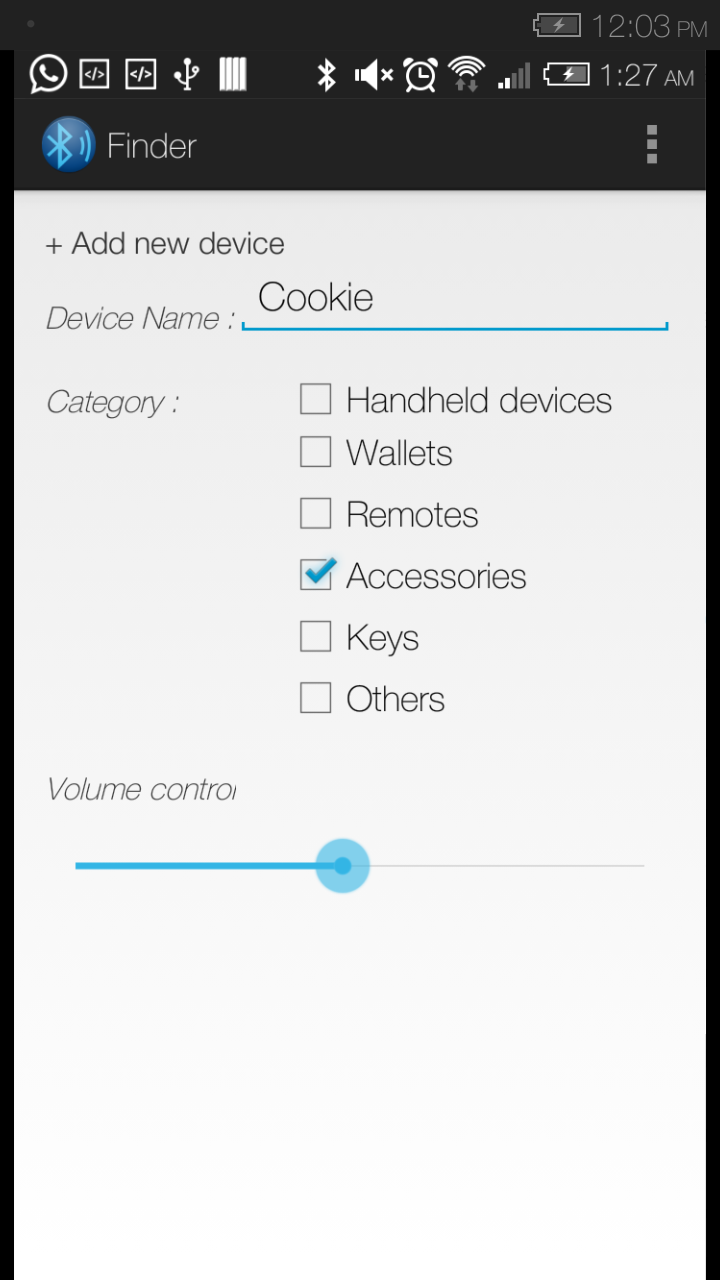 12:03 PM
1:27 AM
Finder
+ Add new device
Device Name : Cookie
Category :
Handheld devices
Wallets
Remotes
Accessories
Keys
Others
Volume control